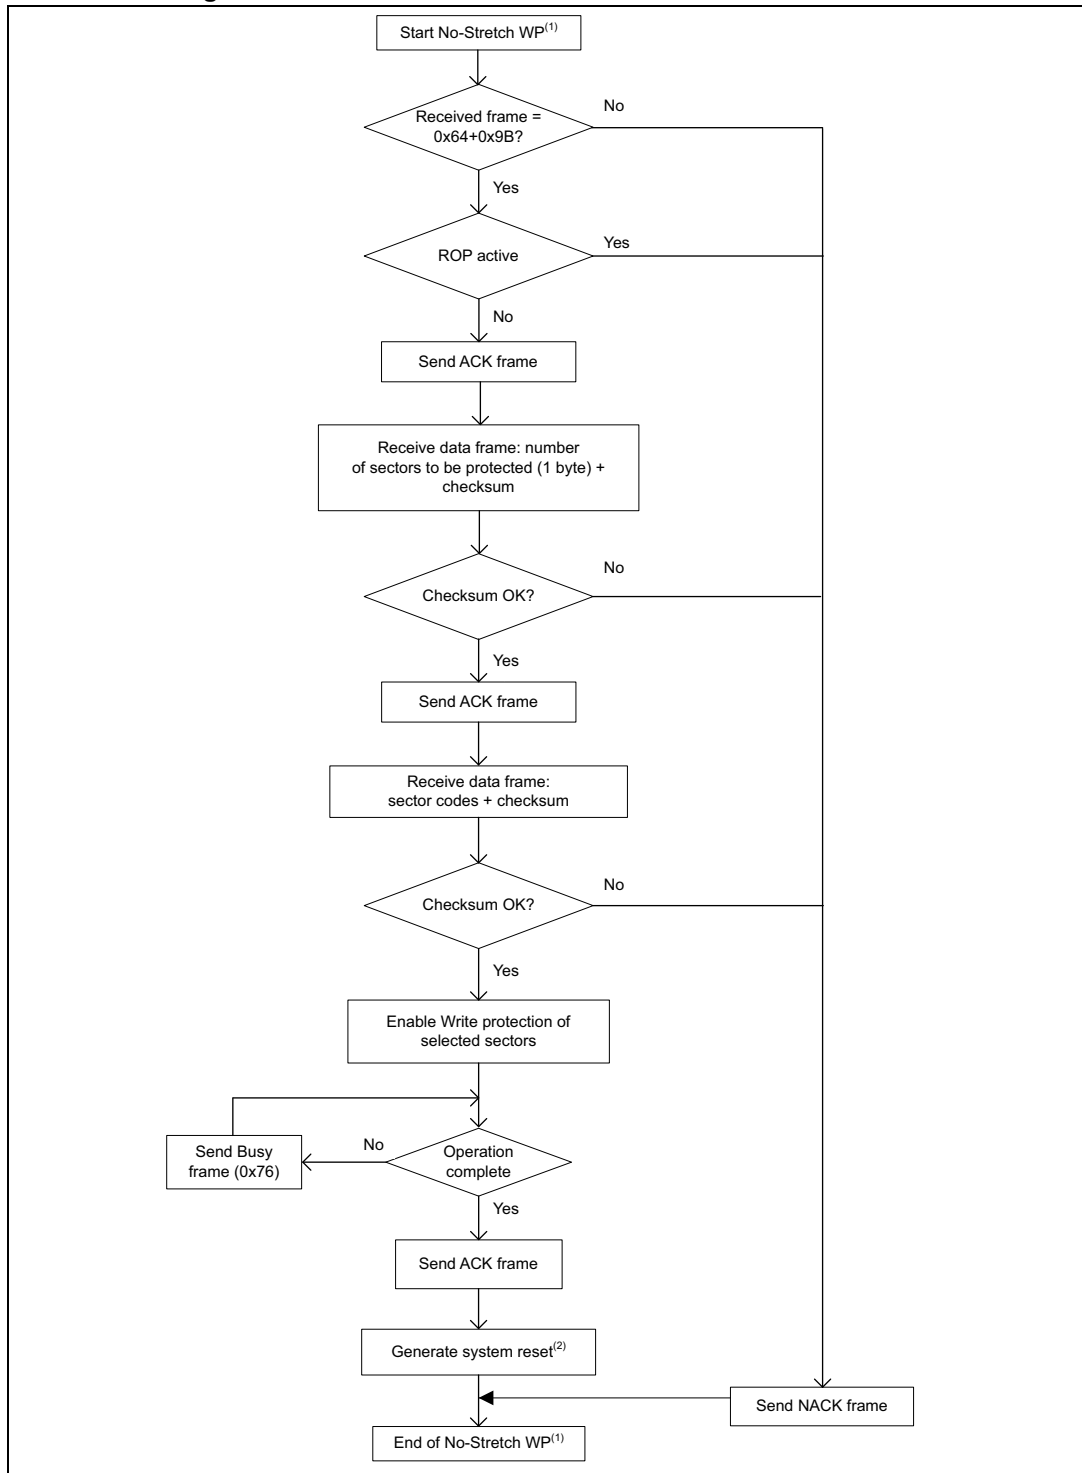 Start No-Stretch WP(1)
Received frame =
0x64+0x9B?
No
Yes
ROP active
Yes
No
Send ACK frame
Receive data frame: number
of sectors to be protected (1 byte) +
checksum
Checksum OK?
No
Yes
Send ACK frame
Receive data frame:
sector codes + checksum
Checksum OK?
No
Yes
Enable Write protection of
selected sectors
Send Busy
frame (0x76)
No
Operation
complete
Yes
Send ACK frame
Generate system reset(2)
Send NACK frame
End of No-Stretch WP(1)